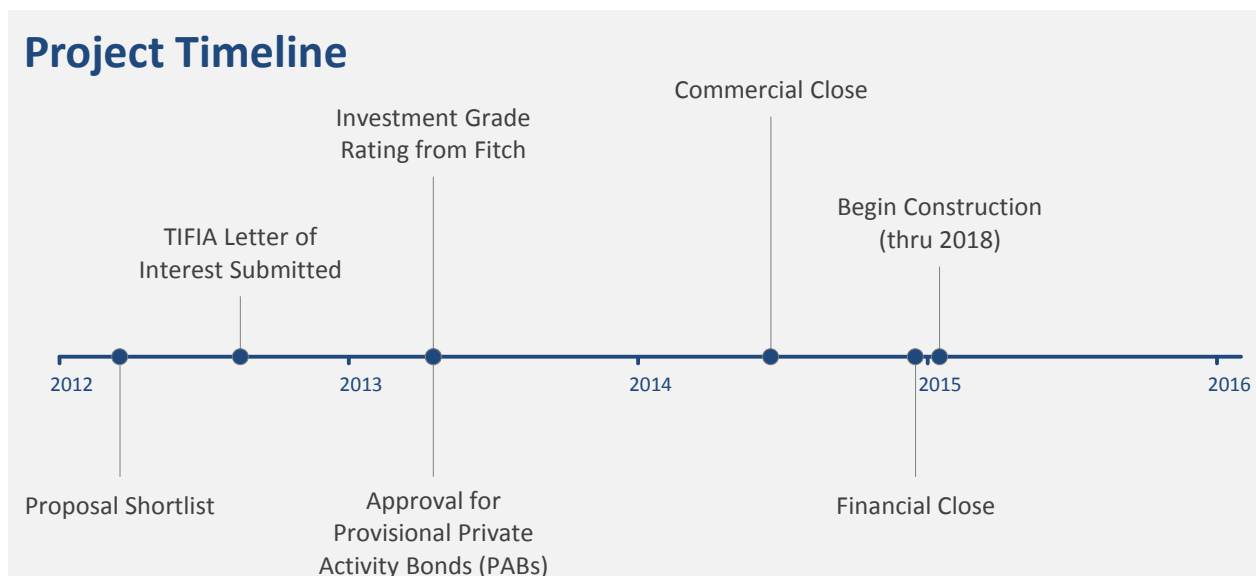 Project Timeline
Commercial Close
Investment Grade
Rating from Fitch
Begin Construction
(thru 2018)
TIFIA Letter of
Interest Submitted
2012
2013
2014
2015
2016
Proposal Shortlist
Approval for
Provisional Private
Activity Bonds (PABs)
Financial Close